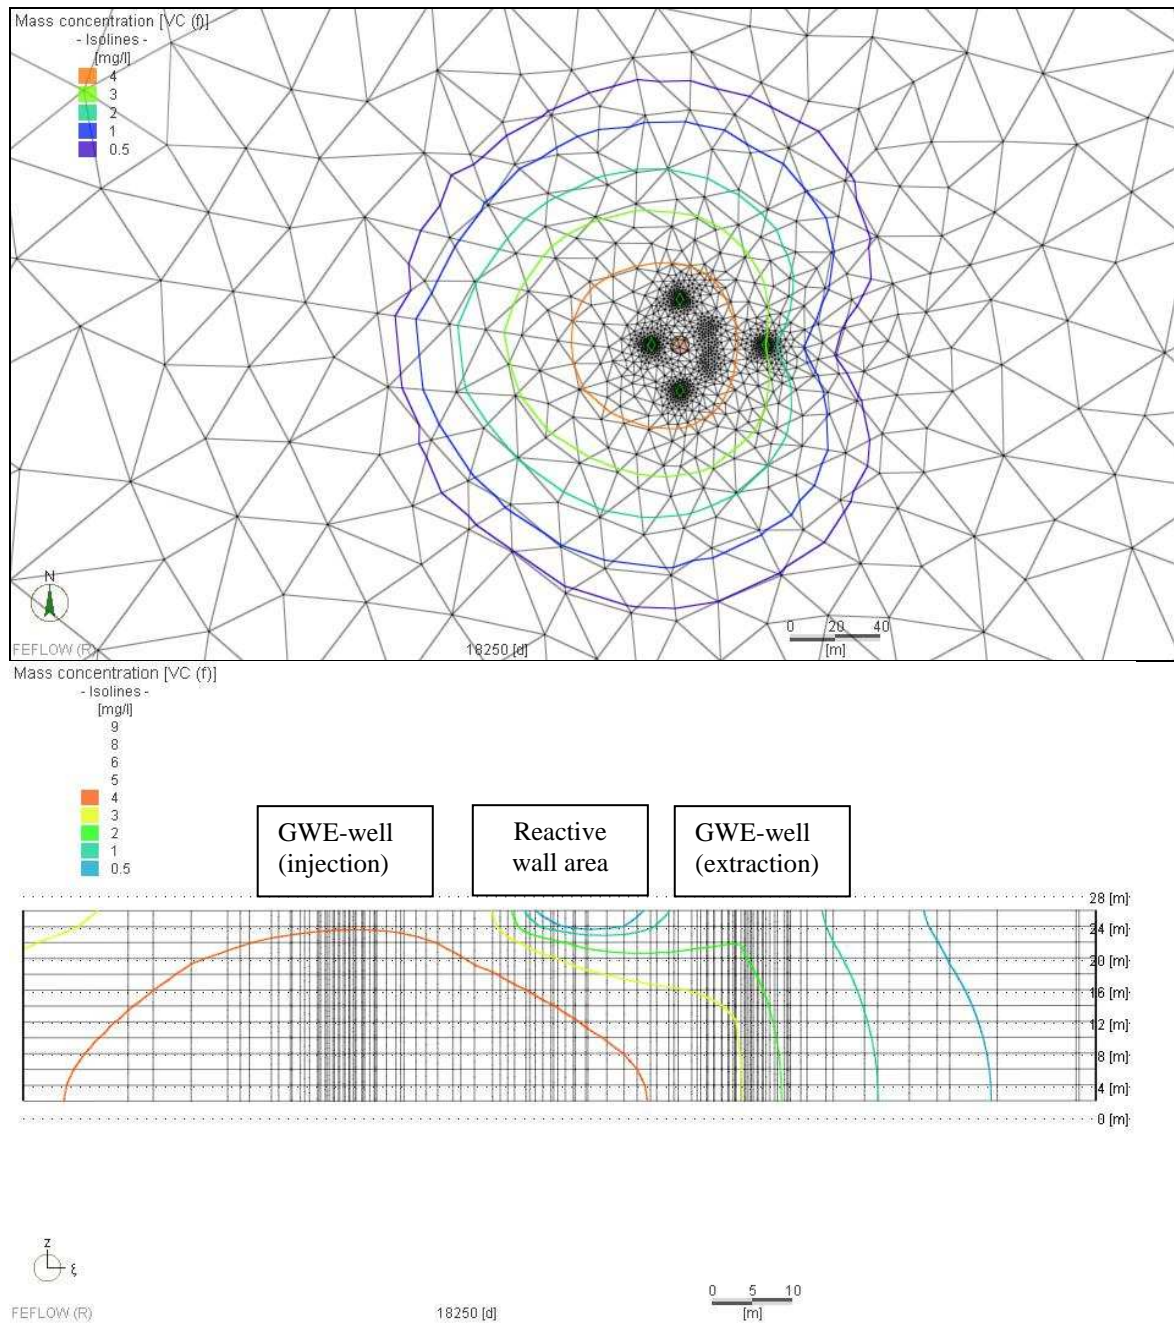 Mass concentration [VC (f)]
- Isolines -
[mg/l]
4
3
2
1
0.5
N
FEFLOW (R)
18250 [d]
0 20 40
[m]
Mass concentration [VC (f)]
- Isolines -
[mg/l]
9
8
6
5
4
3
2
1
0.5
GWE-well
(injection)
Reactive
wall area
GWE-well
(extraction)
28 [m]
24 [m]
20 [m]
16 [m]
12 [m]
8 [m]
4 [m]
0 [m]
z
ξ
FEFLOW (R)
18250 [d]
0 5 10
[m]